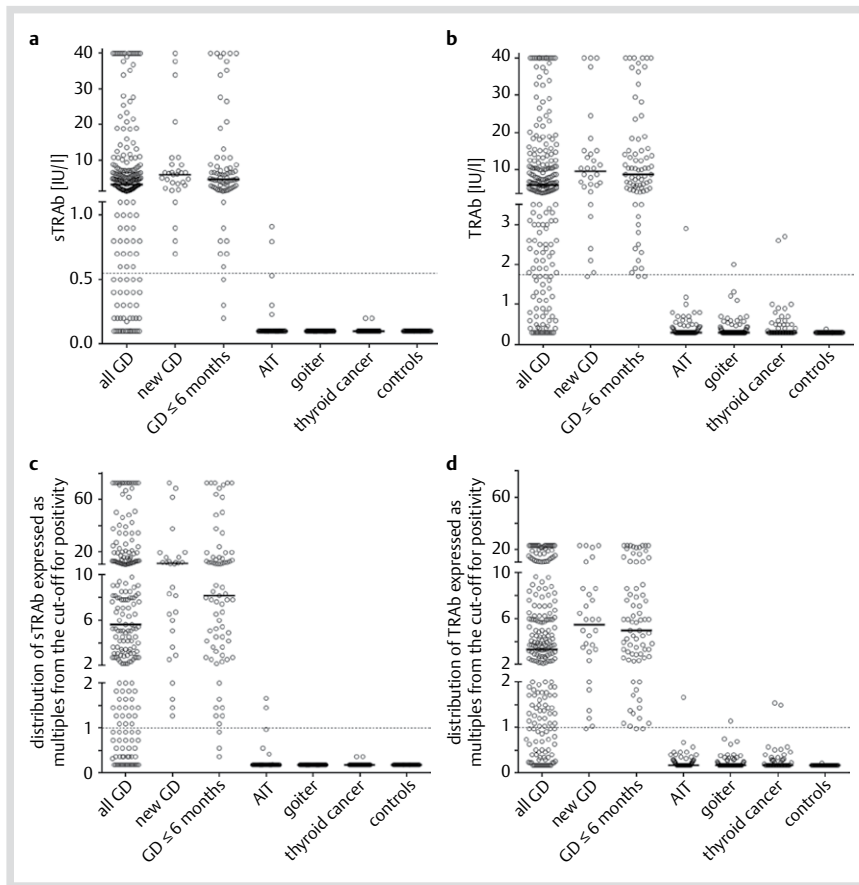 a
sTRAb [IU/l]
40
30
20
10
1.0
0.5
0.0
all GD
new GD
GD ≤ 6 months
AIT
goiter
thyroid cancer
controls
b
TRAb [IU/l]
40
30
20
10
3
2
1
0
all GD
new GD
GD ≤ 6 months
AIT
goiter
thyroid cancer
controls
c
distribution of sTRAb expressed as
multiples from the cut-off for positivity
60
20
10
6
2
2
1
0
all GD
new GD
GD ≤ 6 months
AIT
goiter
thyroid cancer
controls
d
distribution of TRAb expressed as
multiples from the cut-off for positivity
60
20
10
6
2
2
1
0
all GD
new GD
GD ≤ 6 months
AIT
goiter
thyroid cancer
controls